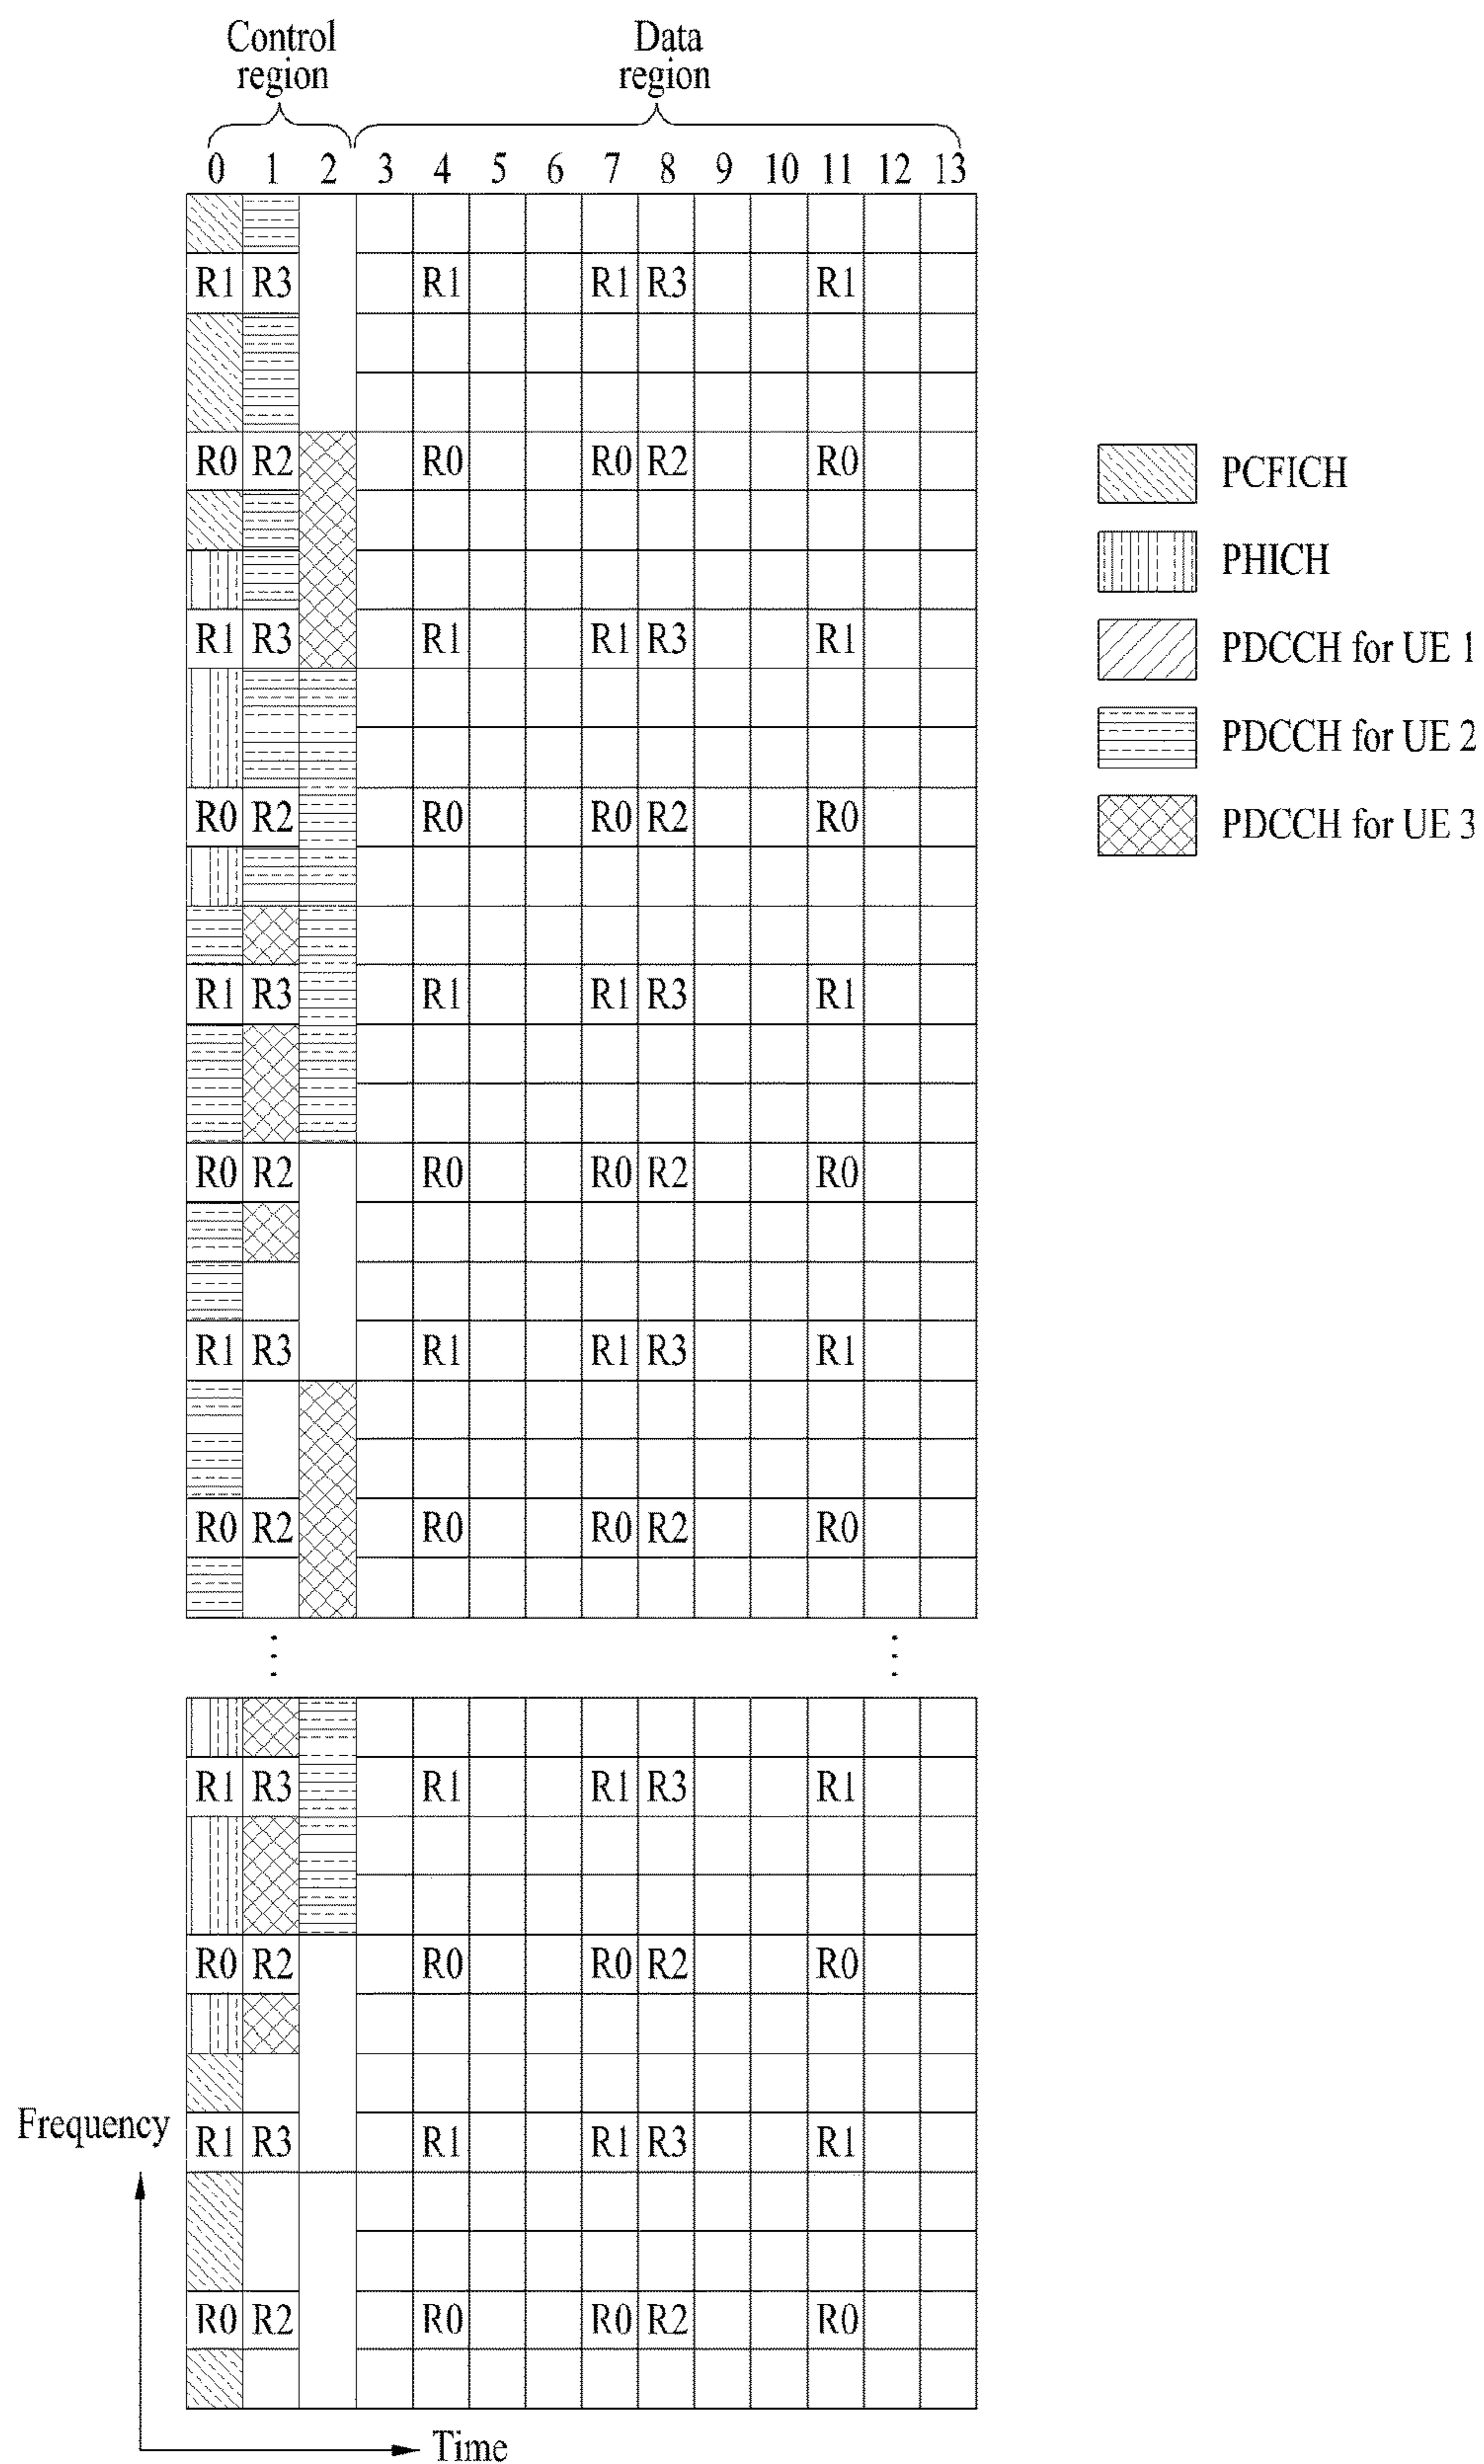 Control region
Data region
0 1 2 3 4 5 6 7 8 9 10 11 12 13
R1 R3 R1 R1 R3 R1
R0 R2 R0 R0 R2 R0
R1 R3 R1 R1 R3 R1
R0 R2 R0 R0 R2 R0
R1 R3 R1 R1 R3 R1
R0 R2 R0 R0 R2 R0
R1 R3 R1 R1 R3 R1
R0 R2 R0 R0 R2 R0
R1 R3 R1 R1 R3 R1
R0 R2 R0 R0 R2 R0
R1 R3 R1 R1 R3 R1
R0 R2 R0 R0 R2 R0
PCFICH
PHICH
PDCCH for UE 1
PDCCH for UE 2
PDCCH for UE 3
Frequency
Time